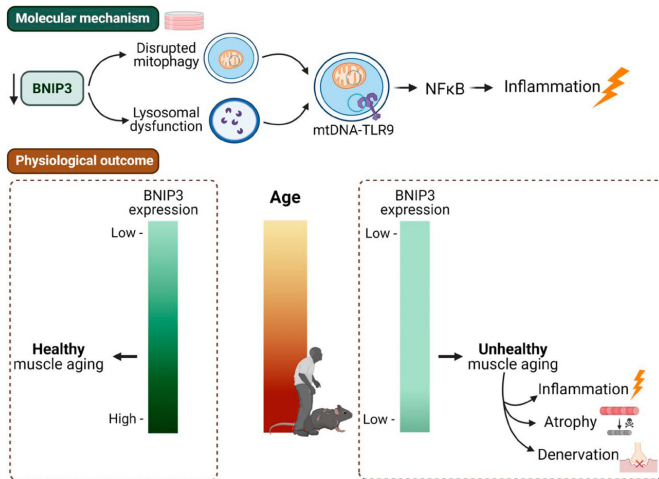 Molecular mechanism
BNIP3
Disrupted
mitophagy
Lysosomal
dysfunction
mtDNA-TLR9
NFκB
Inflammation
Physiological outcome
BNIP3
expression
Low -
High -
Healthy
muscle aging
Age
BNIP3
expression
Low -
Low -
Unhealthy
muscle aging
Inflammation
Atrophy
Denervation